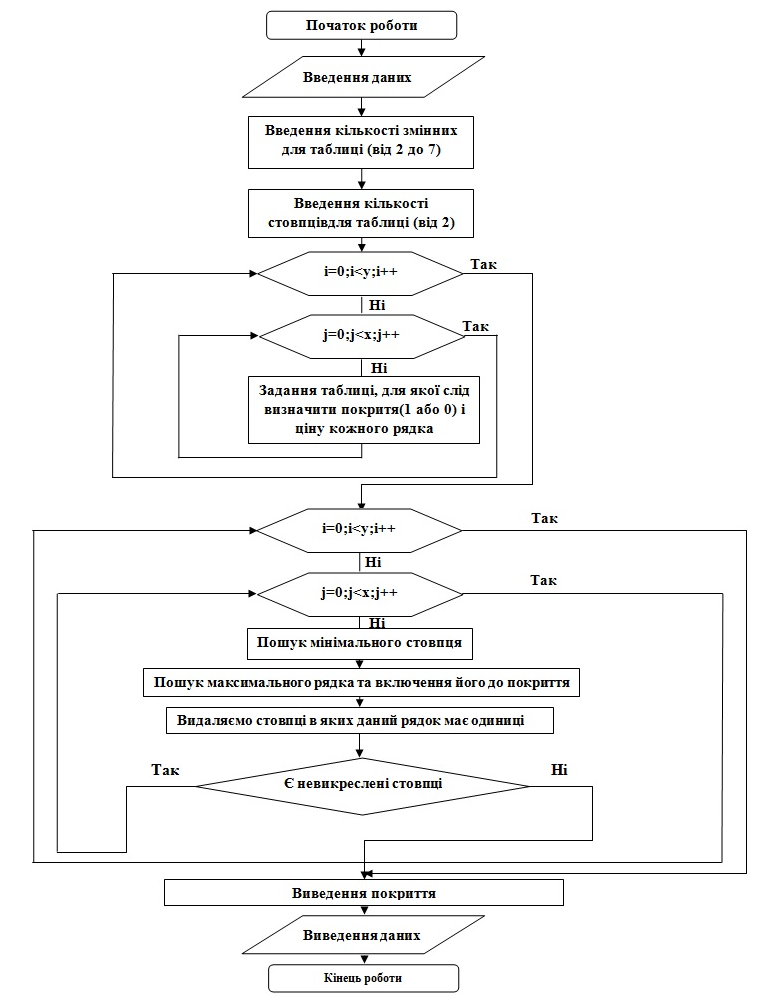 Початок роботи
Введення даних
Введення кількості змінних
для таблиці (від 2 до 7)
Введення кількості
стовпцівдля таблиці (від 2)
i=0;i<y;i++
Так
Ні
j=0;j<x;j++
Так
Ні
Задання таблиці, для якої слід
визначити покритя(1 або 0) і
ціну кожного рядка
i=0;i<y;i++
Так
Ні
j=0;j<x;j++
Так
Ні
Пошук мінімального стовпця
Пошук максимального рядка та включення його до покриття
Видаляємо стовпці в яких даний рядок має одиниці
Так
Ні
Є невикреслені стовпці
Виведення покриття
Виведення даних
Кінець роботи